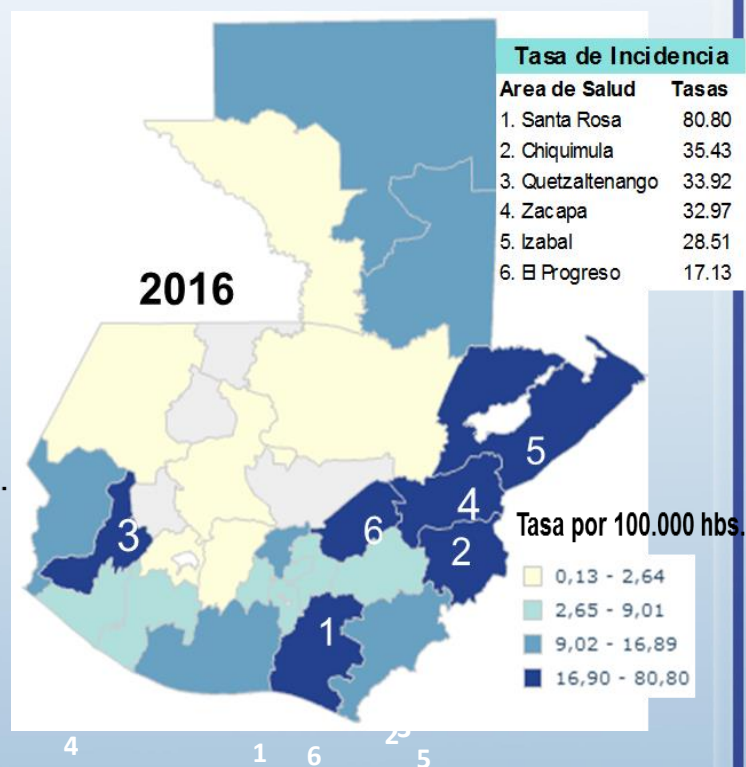 Tasa de Incidencia
Area de Salud Tasas
1. Santa Rosa 80.80
2. Chiquimula 35.43
3. Quetzaltenango 33.92
4. Zacapa 32.97
5. Izabal 28.51
6. El Progreso 17.13
2016
5
4
3
6
2
1
Tasa por 100.000 hbs.
0,13 - 2,64
2,65 - 9,01
9,02 - 16,89
16,90 - 80,80
.
4
1
6
2
5